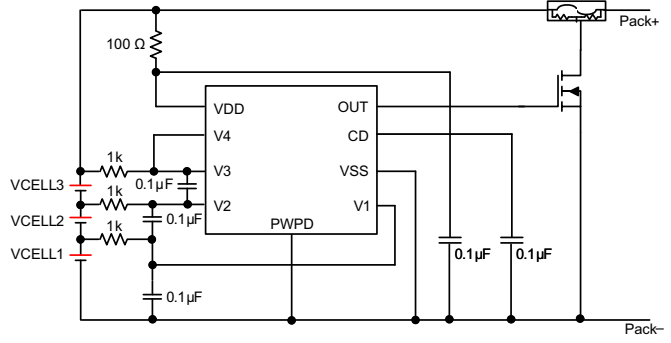 Pack+
100 Ω
VDD
OUT
V4
CD
1k
V3
VSS
0.1µF
VCELL3
1k
V2
V1
0.1µF
VCELL2
1k
PWPD
VCELL1
0.1µF
0.1µF
0.1µF
Pack–